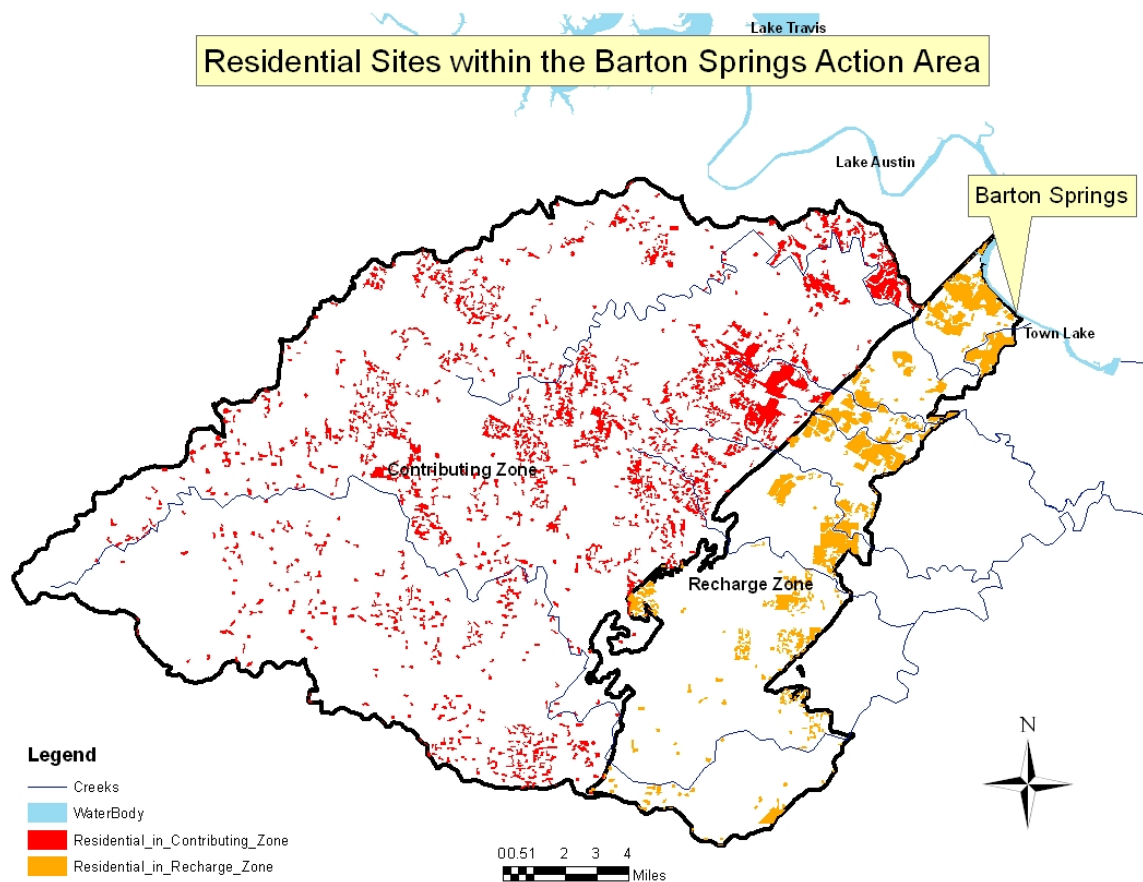 Lake Travis
Residential Sites within the Barton Springs Action Area
Lake Austin
Barton Springs
Town Lake
Contributing Zone
Recharge Zone
N
Legend
Creeks
WaterBody
Residential_in_Contributing_Zone
Residential_in_Recharge_Zone
00.51 2 3 4
Miles